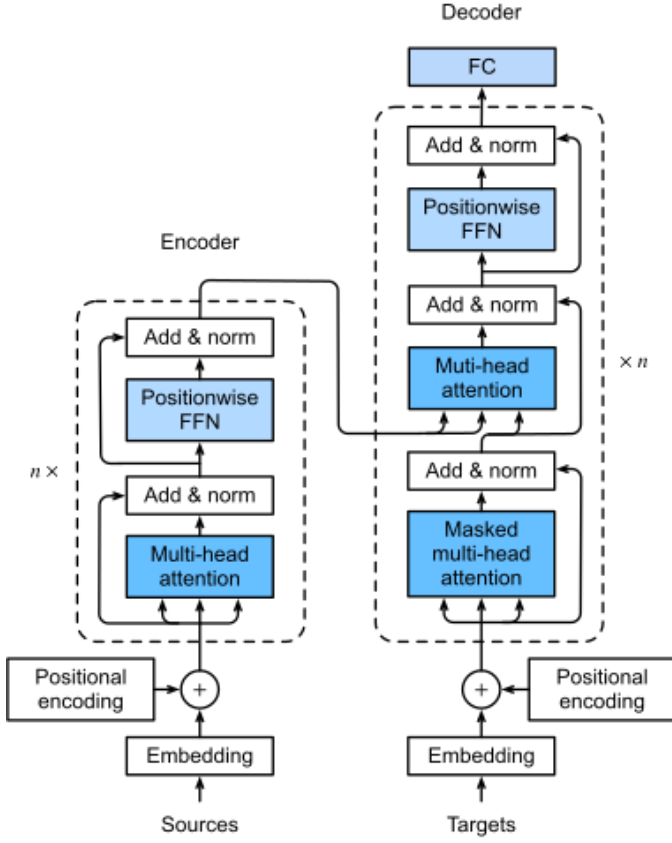 Decoder
FC
Add & norm
Positionwise
FFN
Encoder
Add & norm
Add & norm
Muti-head
attention
× n
Positionwise
FFN
n ×
Add & norm
Add & norm
Multi-head
attention
Masked
multi-head
attention
Positional
encoding
+
+
Positional
encoding
Embedding
Embedding
Sources
Targets